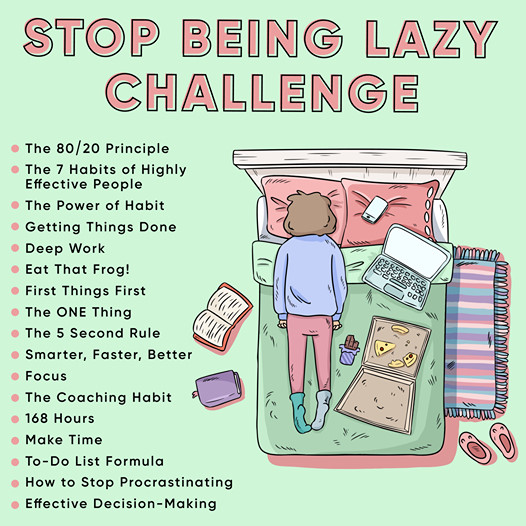 STOP BEING LAZY
CHALLENGE
The 80/20 Principle
The 7 Habits of Highly
Effective People
The Power of Habit
Getting Things Done
Deep Work
Eat That Frog!
First Things First
The ONE Thing
The 5 Second Rule
Smarter, Faster, Better
Focus
The Coaching Habit
168 Hours
Make Time
To-Do List Formula
How to Stop Procrastinating
Effective Decision-Making